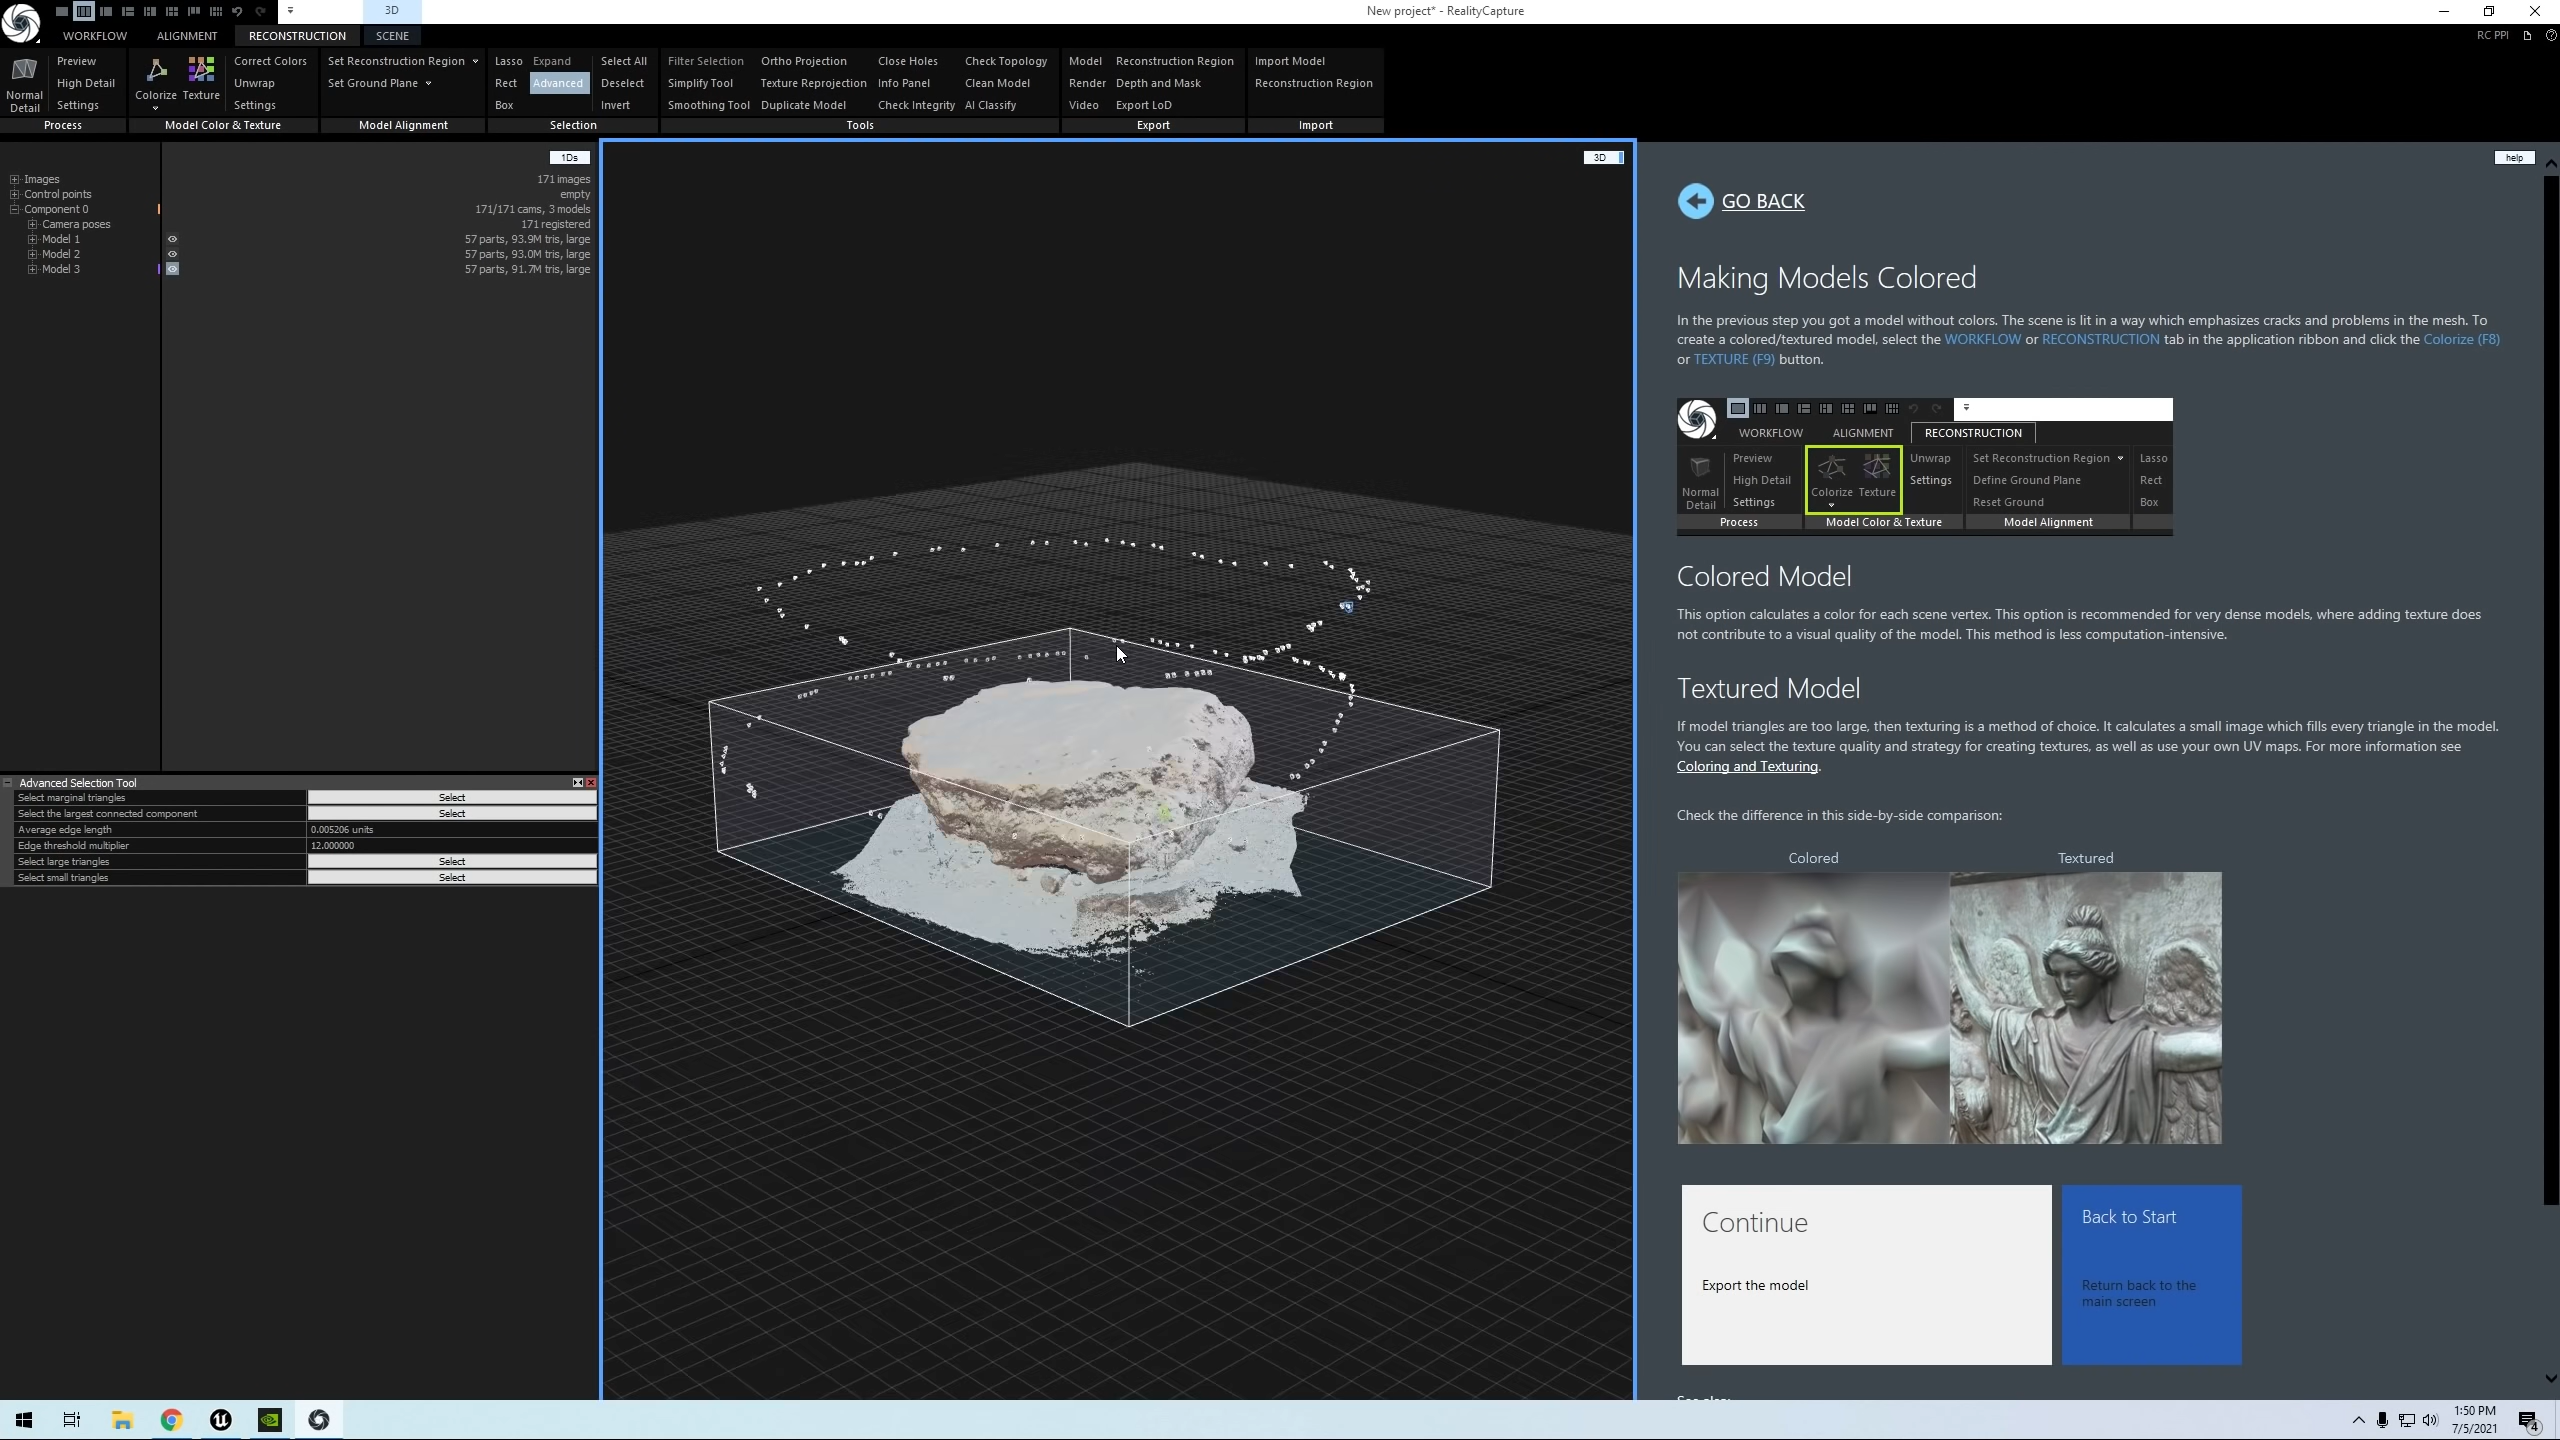 3D
New project* - RealityCapture
WORKFLOW ALIGNMENT RECONSTRUCTION SCENE
RC PPI
Normal Detail
Preview
High Detail
Settings
Process
Colorize Texture
Correct Colors
Unwrap
Settings
Model Color & Texture
Set Reconstruction Region
Set Ground Plane
Model Alignment
Lasso Expand Select All
Rect Advanced Deselect
Box Invert
Selection
Filter Selection Ortho Projection Close Holes Check Topology
Simplify Tool Texture Reprojection Info Panel Clean Model
Smoothing Tool Duplicate Model Check Integrity AI Classify
Tools
Model Reconstruction Region
Render Depth and Mask
Video Export LoD
Export
Import Model
Reconstruction Region
Import
1Ds
Images 171 images
Control points empty
Component 0 171/171 cams, 3 models
Camera poses 171 registered
Model 1 57 parts, 93.9M tris, large
Model 2 57 parts, 93.0M tris, large
Model 3 57 parts, 91.7M tris, large
Advanced Selection Tool
Select marginal triangles Select
Select the largest connected component Select
Average edge length 0.005206 units
Edge threshold multiplier 12.000000
Select large triangles Select
Select small triangles Select
3D
help
GO BACK
Making Models Colored
In the previous step you got a model without colors. The scene is lit in a way which emphasizes cracks and problems in the mesh. To
create a colored/textured model, select the WORKFLOW or RECONSTRUCTION tab in the application ribbon and click the Colorize (F8)
or TEXTURE (F9) button.
WORKFLOW ALIGNMENT RECONSTRUCTION
Normal Detail
Preview
High Detail
Settings
Process
Colorize Texture
Unwrap
Settings
Model Color & Texture
Set Reconstruction Region
Define Ground Plane
Reset Ground
Model Alignment
Lasso
Rect
Box
Colored Model
This option calculates a color for each scene vertex. This option is recommended for very dense models, where adding texture does
not contribute to a visual quality of the model. This method is less computation-intensive.
Textured Model
If model triangles are too large, then texturing is a method of choice. It calculates a small image which fills every triangle in the model.
You can select the texture quality and strategy for creating textures, as well as use your own UV maps. For more information see
Coloring and Texturing.
Check the difference in this side-by-side comparison:
Colored Textured
Continue
Export the model
Back to Start
Return back to the
main screen
1:50 PM
7/5/2021
4